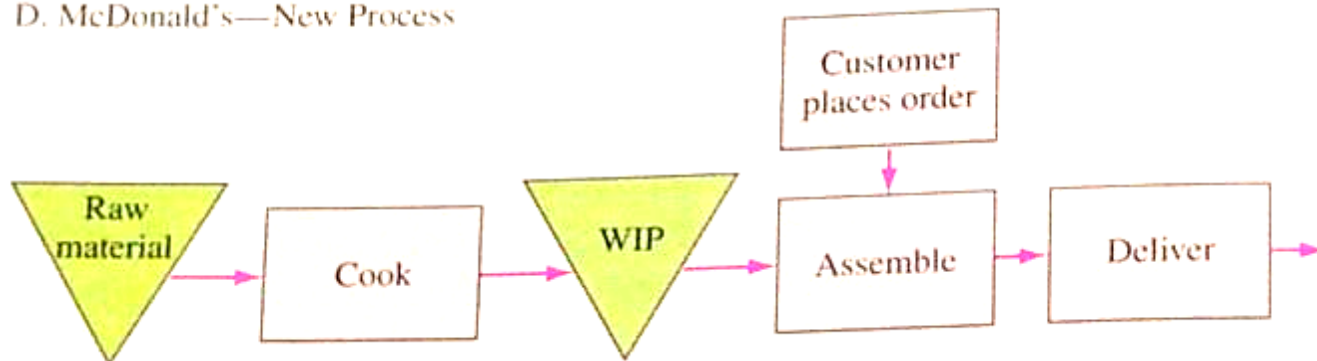 D. McDonald's—New Process
Customer
places order
Raw
material
Cook
WIP
Assemble
Deliver